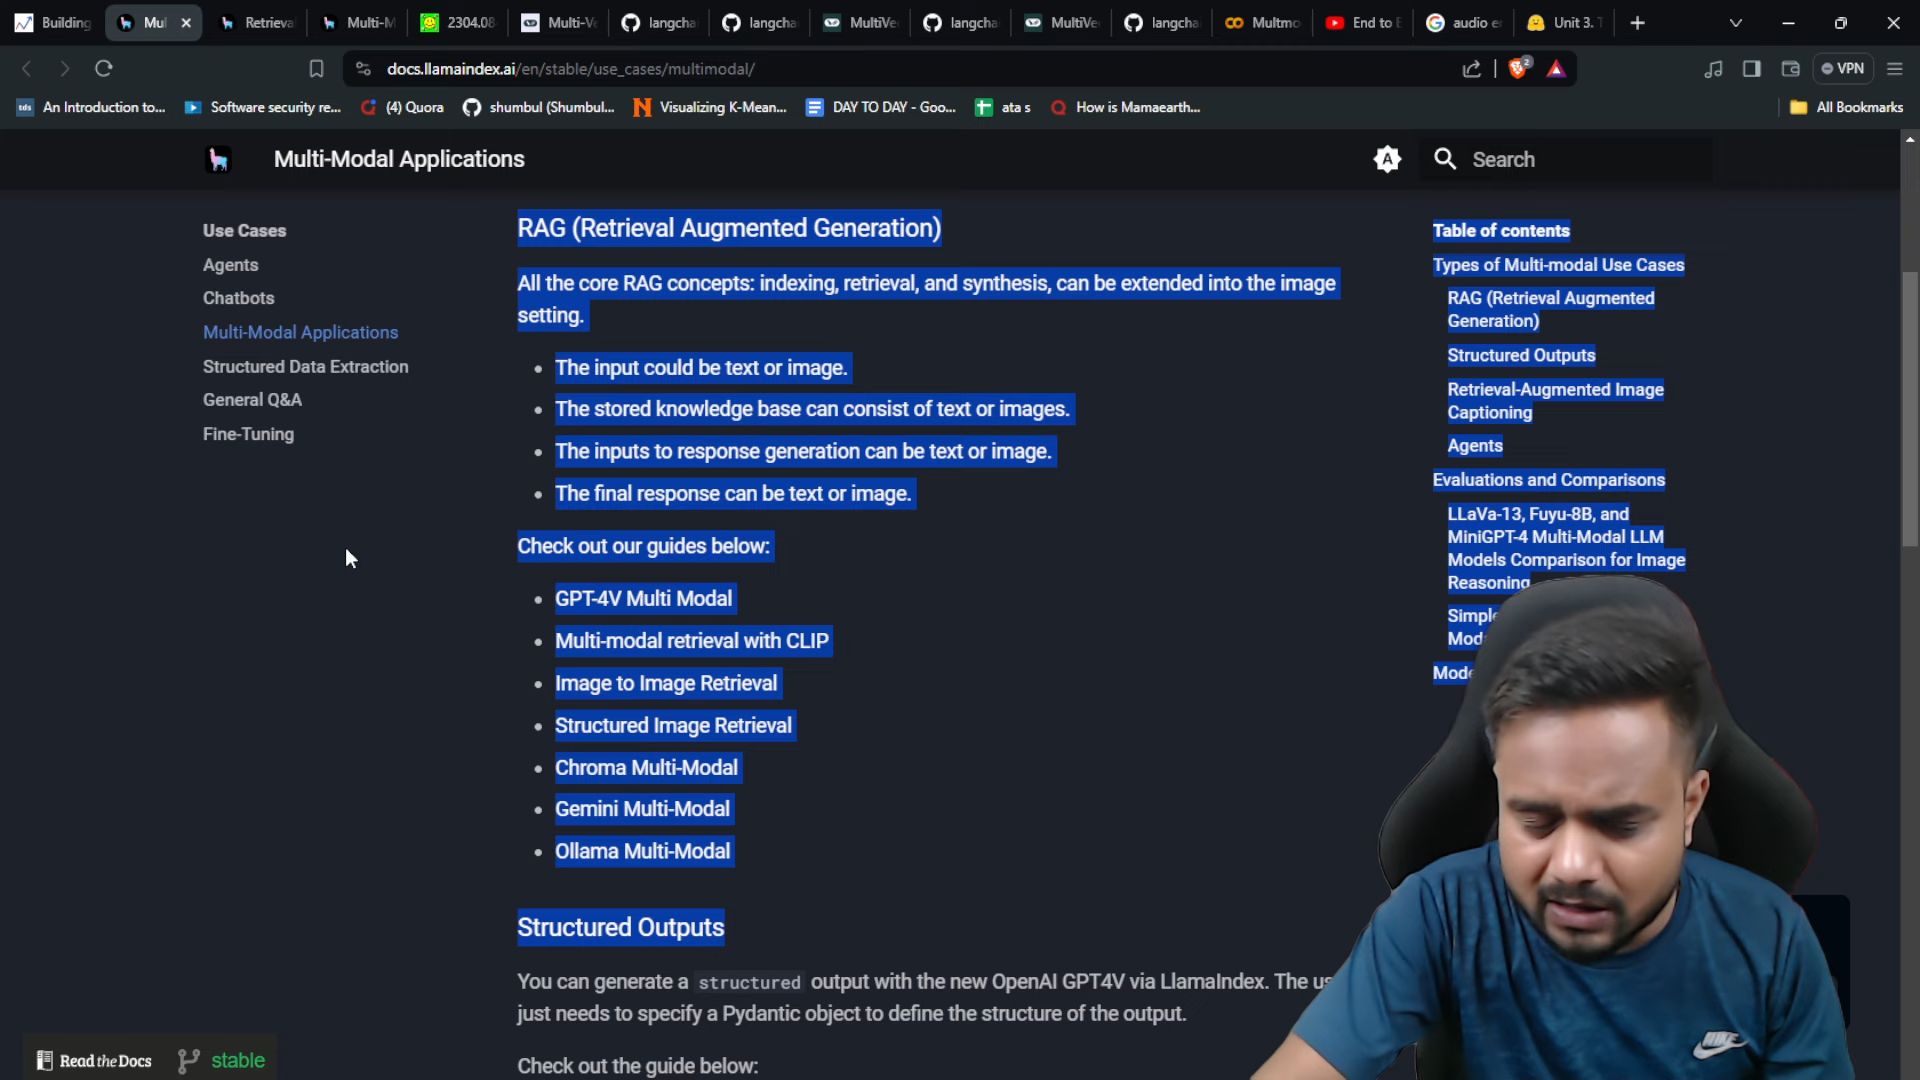 Building
Mul
Retrieva
Multi-M
2304.08
Multi-Ve
langcha
langcha
MultiVe
langcha
MultiVe
langcha
Multmo
End to E
audio e
Unit 3. T
docs.llamaindex.ai/en/stable/use_cases/multimodal/
2
VPN
tds An Introduction to...
Software security re...
(4) Quora
shumbul (Shumbul...
Visualizing K-Mean...
DAY TO DAY - Goo...
ata s
How is Mamaearth...
All Bookmarks
Multi-Modal Applications
A
Search
Use Cases
Agents
Chatbots
Multi-Modal Applications
Structured Data Extraction
General Q&A
Fine-Tuning
RAG (Retrieval Augmented Generation)
All the core RAG concepts: indexing, retrieval, and synthesis, can be extended into the image
setting.
The input could be text or image.
The stored knowledge base can consist of text or images.
The inputs to response generation can be text or image.
The final response can be text or image.
Check out our guides below:
GPT-4V Multi Modal
Multi-modal retrieval with CLIP
Image to Image Retrieval
Structured Image Retrieval
Chroma Multi-Modal
Gemini Multi-Modal
Ollama Multi-Modal
Structured Outputs
You can generate a structured output with the new OpenAI GPT4V via LlamaIndex. The us
just needs to specify a Pydantic object to define the structure of the output.
Check out the guide below:
Table of contents
Types of Multi-modal Use Cases
RAG (Retrieval Augmented
Generation)
Structured Outputs
Retrieval-Augmented Image
Captioning
Agents
Evaluations and Comparisons
LLaVa-13, Fuyu-8B, and
MiniGPT-4 Multi-Modal LLM
Models Comparison for Image
Reasoning
Simple
Mod
Mode
Read the Docs
stable
NIKE